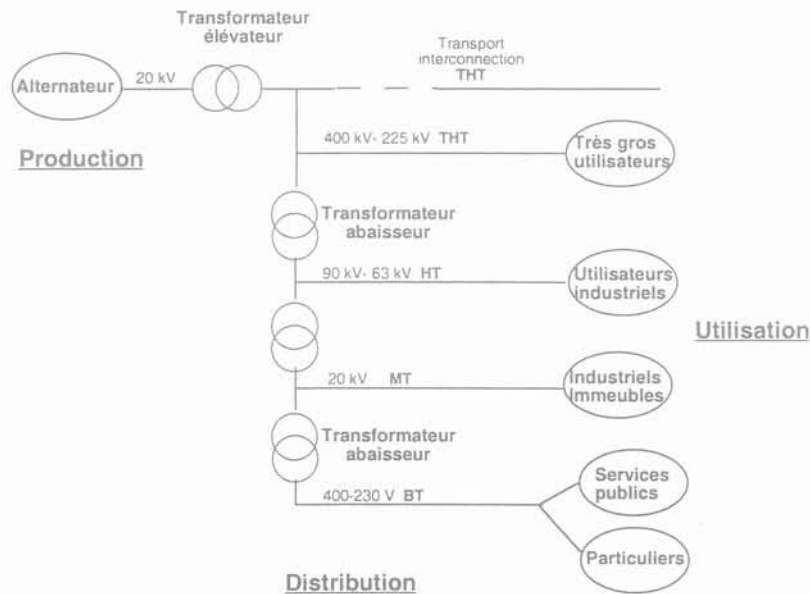 Transformateur
élévateur
Transport
interconnection
THT
20 kV
Alternateur
400 kV- 225 kV THT
Très gros
utilisateurs
Production
Transformateur
abaisseur
90 kV- 63 kV HT
Utilisateurs
industriels
Utilisation
20 kV MT
Industriels
Immeubles
Transformateur
abaisseur
Services
publics
400-230 V BT
Particuliers
Distribution